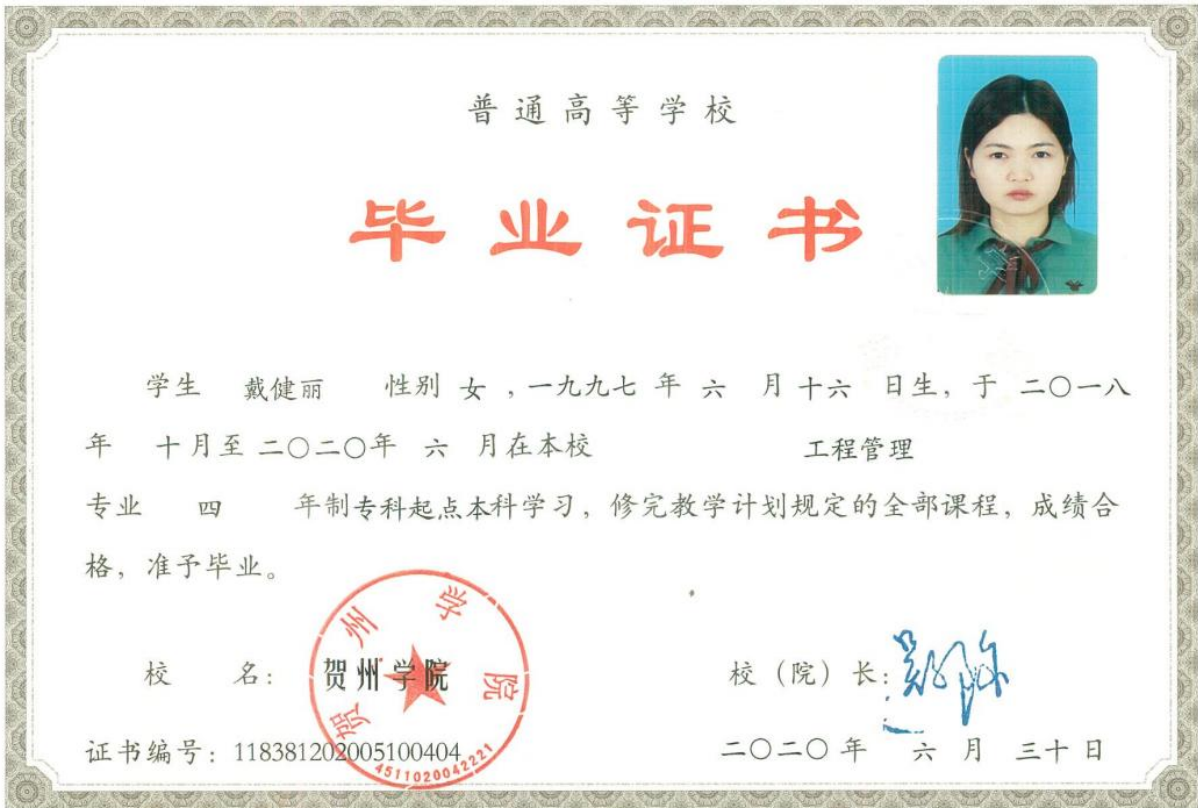 普通高等学校
毕业证书
学生 戴健丽 性别 女 ，一九九七 年 六 月 十六 日生，于 二〇一八
年 十月至 二〇二〇年 六 月在本校 工程管理
专业 四 年制专科起点本科学习，修完教学计划规定的全部课程，成绩合
格，准予毕业。
校 名： 贺州学院
贺州学院
4511020042221
校（院）长：
证书编号：118381202005100404
二〇二〇年 六 月 三十日